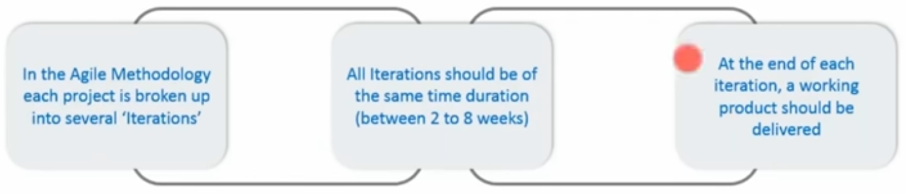 In the Agile Methodology
each project is broken up
into several ‘Iterations’
All Iterations should be of
the same time duration
(between 2 to 8 weeks)
At the end of each
iteration, a working
product should be
delivered